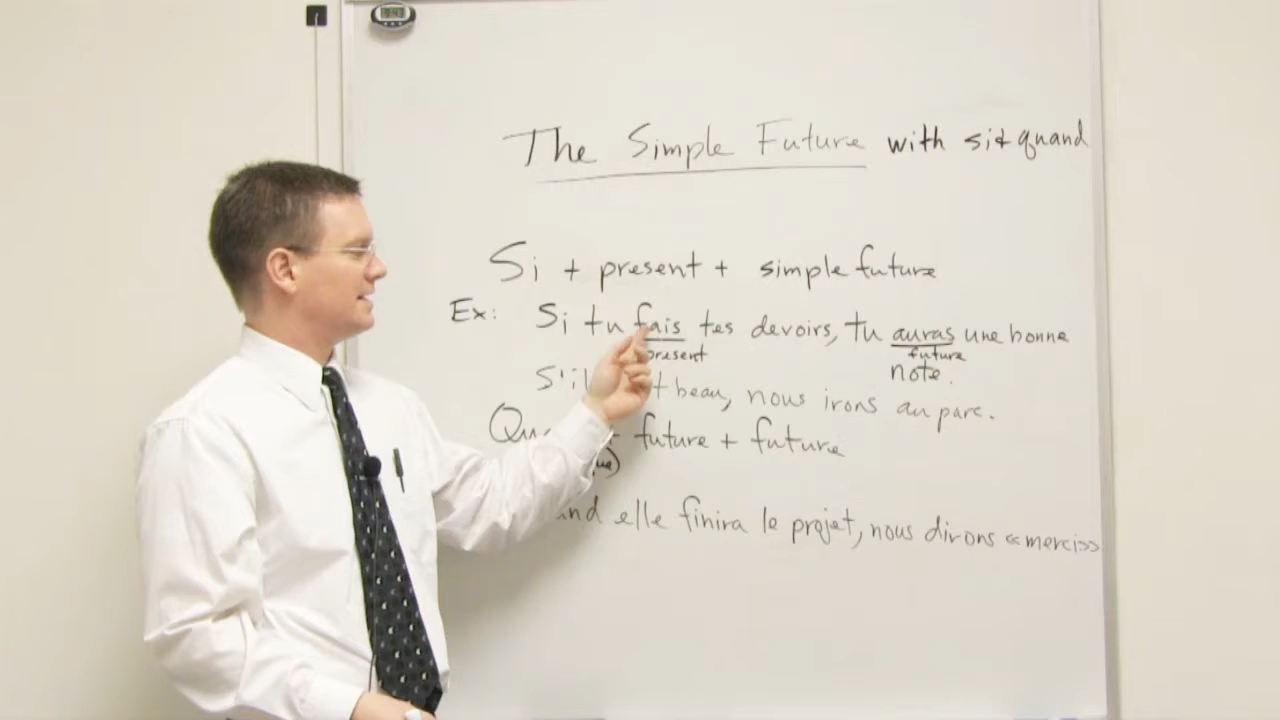 The Simple Future with si & quand
Si + present + simple future
Ex: Si tu fais tes devoirs, tu auras une bonne
present future
note.
beau, nous irons au parc.
future + future
elle finira le projet, nous dirons «merci»